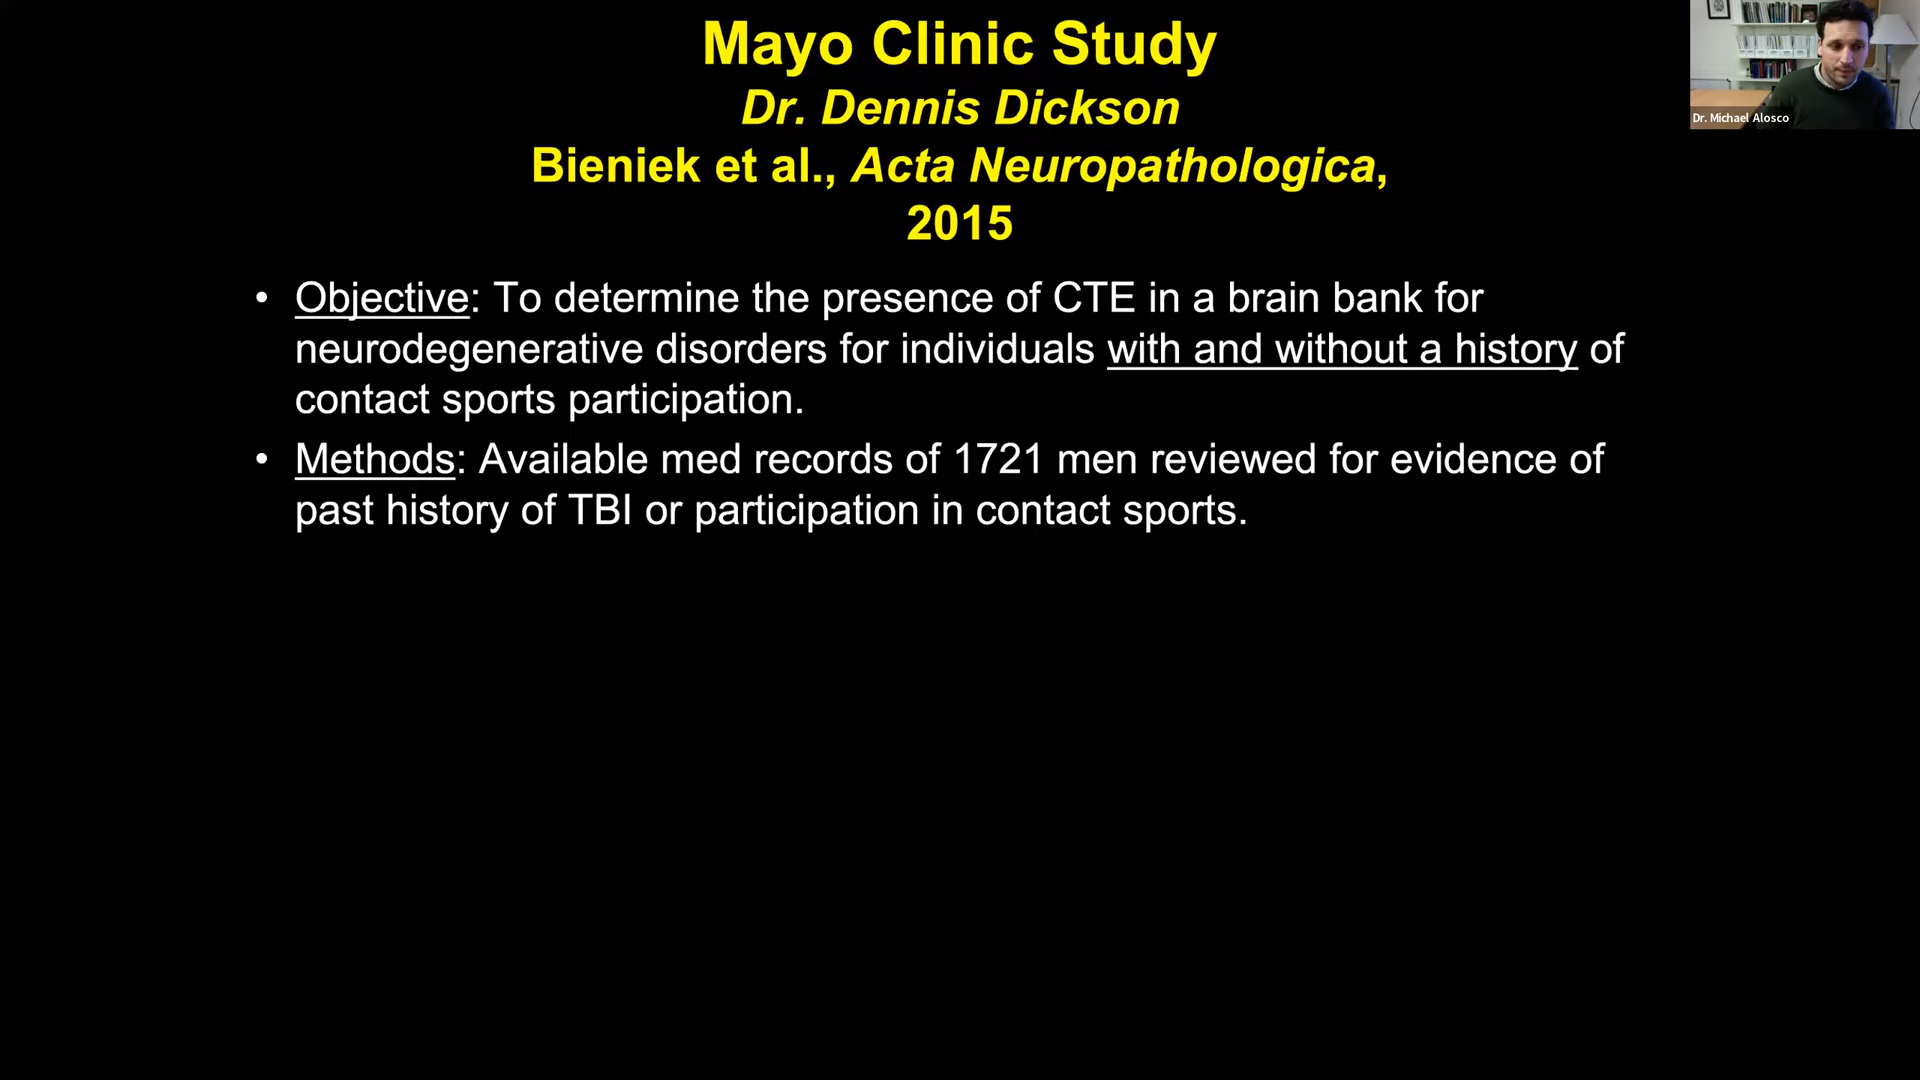 Mayo Clinic Study
Dr. Dennis Dickson
Bieniek et al., Acta Neuropathologica,
2015
• Objective: To determine the presence of CTE in a brain bank for
neurodegenerative disorders for individuals with and without a history of
contact sports participation.
• Methods: Available med records of 1721 men reviewed for evidence of
past history of TBI or participation in contact sports.
Dr. Michael Alosco